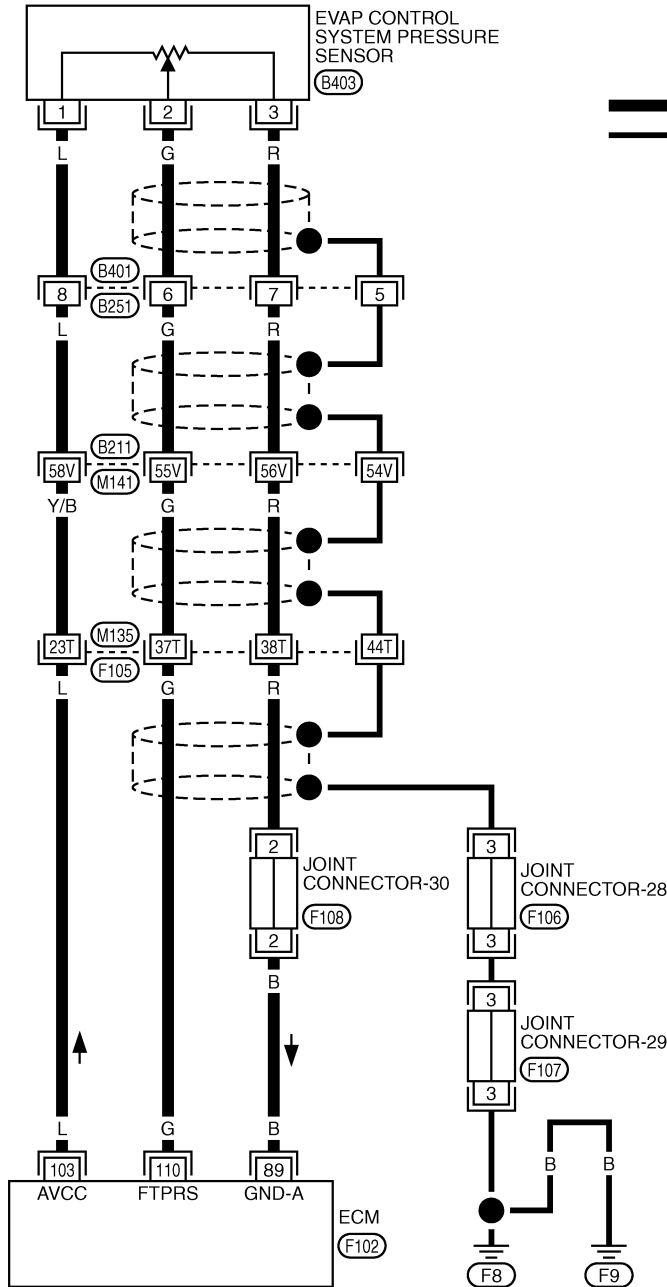 EVAP CONTROL
SYSTEM PRESSURE
SENSOR
B403
1 2 3
L G R
B401
8 6 7 5
B251
L G R
B211
58V 55V 56V 54V
M141
Y/B G R
M135
23T 37T 38T 44T
F105
L G R
2 3
JOINT
CONNECTOR-30
F108
JOINT
CONNECTOR-28
F106
2 3
B
3
JOINT
CONNECTOR-29
F107
3
L G B
B B
103 110 89
AVCC FTPRS GND-A
ECM
F102
F8 F9